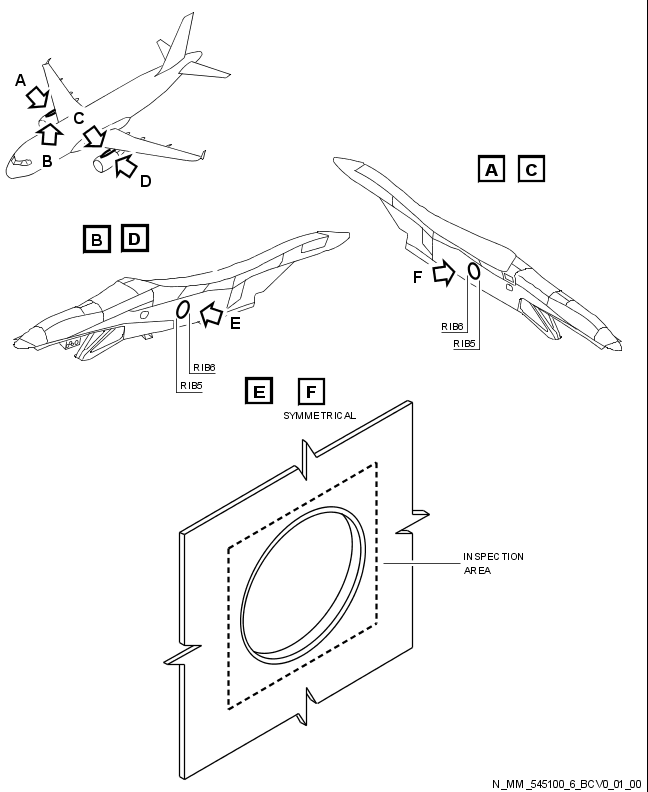 A
C
B
D
A C
B D
F
E
RIB6
RIB5
RIB6
RIB5
E F
SYMMETRICAL
INSPECTION
AREA
N_MM_545100_6_BCV0_01_00